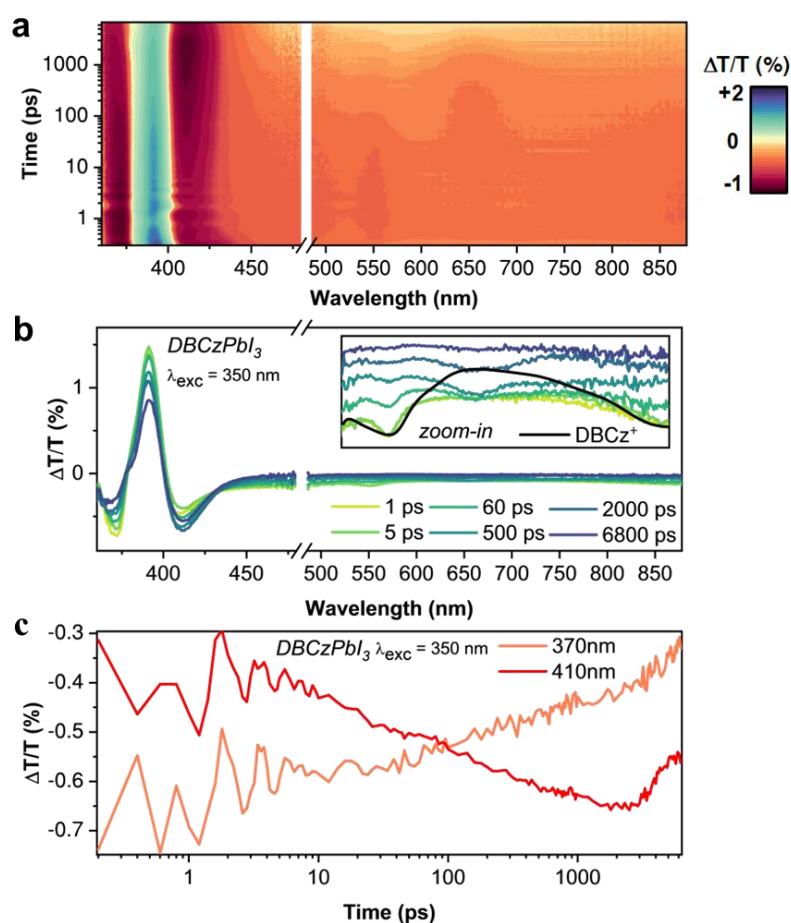 a
ΔT/T (%)
+2
0
-1
1000
100
10
1
Time (ps)
400 450 500 550 600 650 700 750 800 850
Wavelength (nm)
b
DBCzPbI₃
λexc = 350 nm
zoom-in
DBCz⁺
1
0
ΔT/T (%)
1 ps 60 ps 2000 ps
5 ps 500 ps 6800 ps
400 450 500 550 600 650 700 750 800 850
Wavelength (nm)
c
DBCzPbI₃ λexc = 350 nm
370nm
410nm
-0.3
-0.4
-0.5
-0.6
-0.7
ΔT/T (%)
1 10 100 1000
Time (ps)